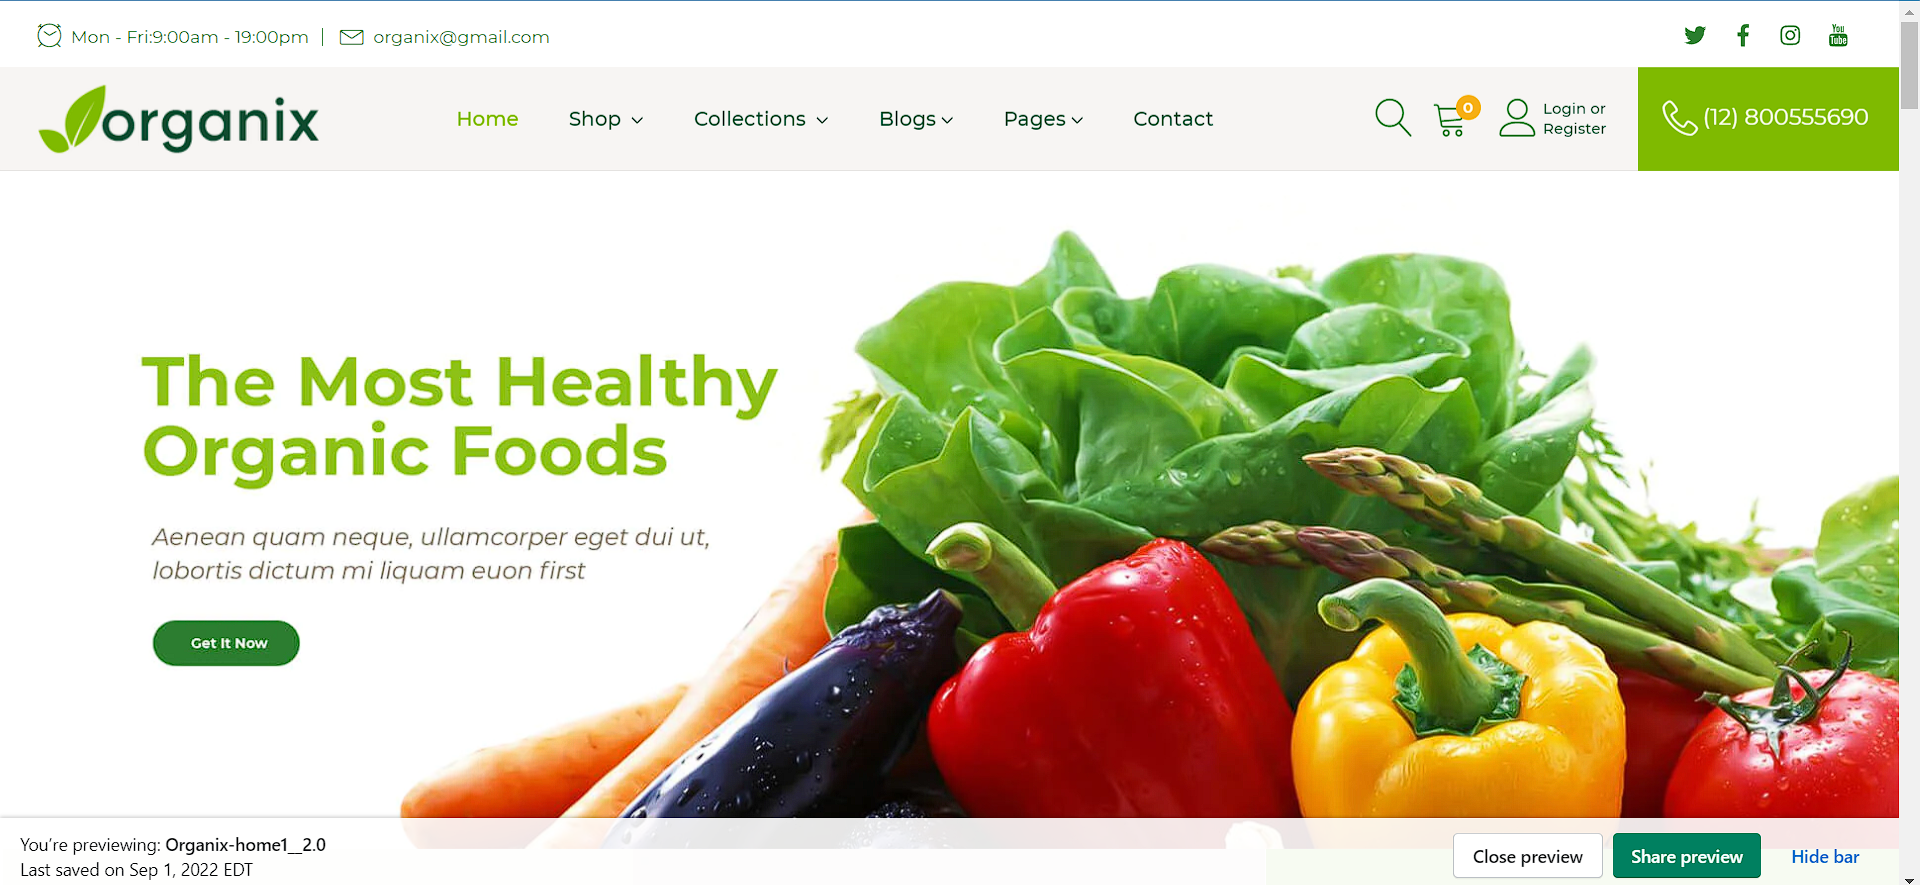 Mon - Fri:9:00am - 19:00pm | organix@gmail.com
You Tube
organix
Home Shop Collections Blogs Pages Contact
0
Login or
Register
(12) 800555690
The Most Healthy
Organic Foods
Aenean quam neque, ullamcorper eget dui ut,
lobortis dictum mi liquam euon first
Get It Now
You’re previewing: Organix-home1__2.0
Last saved on Sep 1, 2022 EDT
Close preview
Share preview
Hide bar